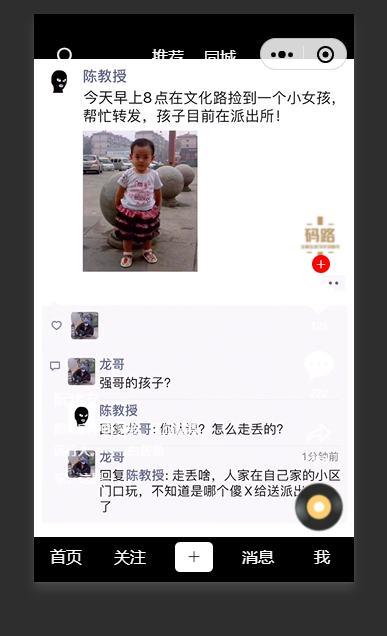 推荐 同城
陈教授
今天早上8点在文化路捡到一个小女孩，
帮忙转发，孩子目前在派出所！
码路
龙哥
强哥的孩子？
陈教授
回复龙哥：你认识？怎么走丢的？
龙哥 1分钟前
回复陈教授：走丢啥，人家在自己家的小区
门口玩，不知道是哪个傻X给送派出
了
首页 关注 消息 我